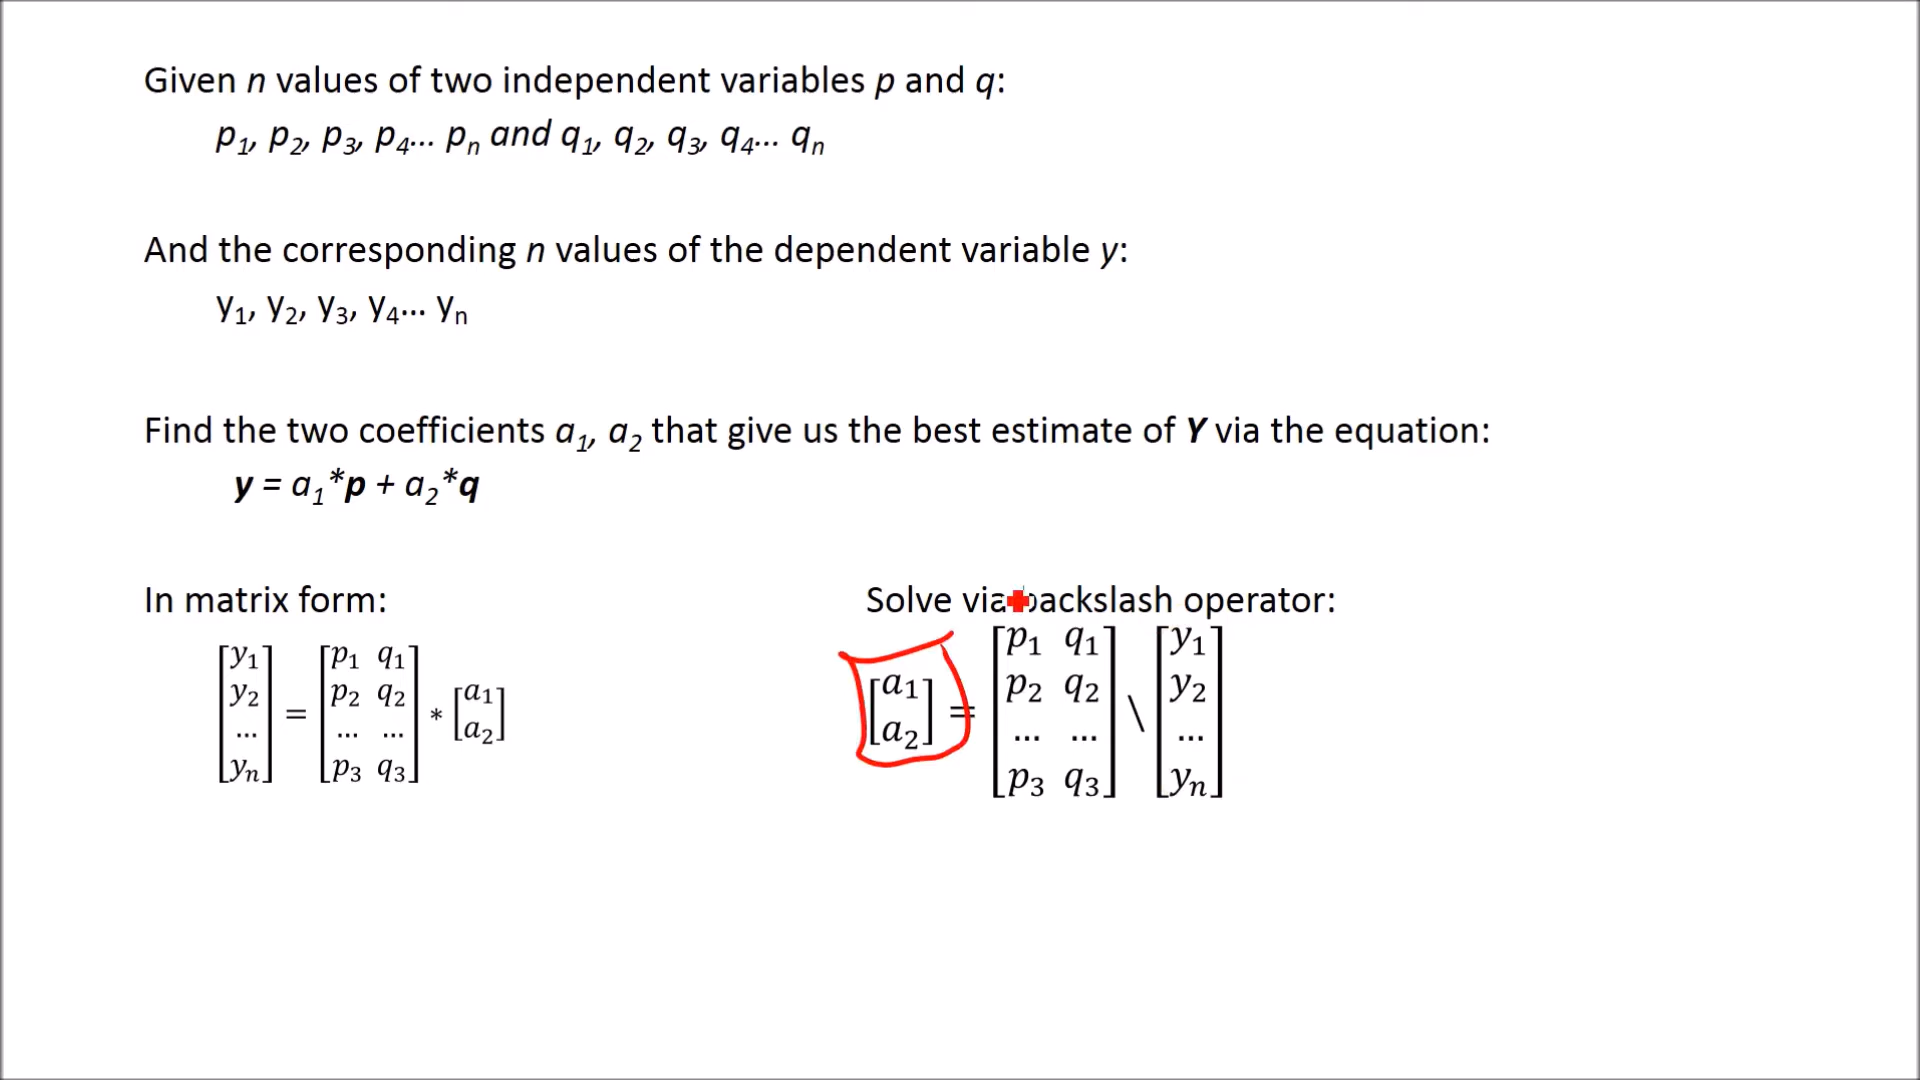 Given n values of two independent variables p and q:
p₁, p₂, p₃, p₄... pₙ and q₁, q₂, q₃, q₄... qₙ
And the corresponding n values of the dependent variable y:
y₁, y₂, y₃, y₄... yₙ
Find the two coefficients a₁, a₂ that give us the best estimate of Y via the equation:
y = a₁*p + a₂*q
In matrix form:
[y₁ y₂ ... yₙ] = [p₁ q₁ p₂ q₂ ... ... p₃ q₃] * [a₁ a₂]
Solve via backslash operator:
[a₁ a₂] = [p₁ q₁ p₂ q₂ ... ... p₃ q₃] \ [y₁ y₂ ... yₙ]